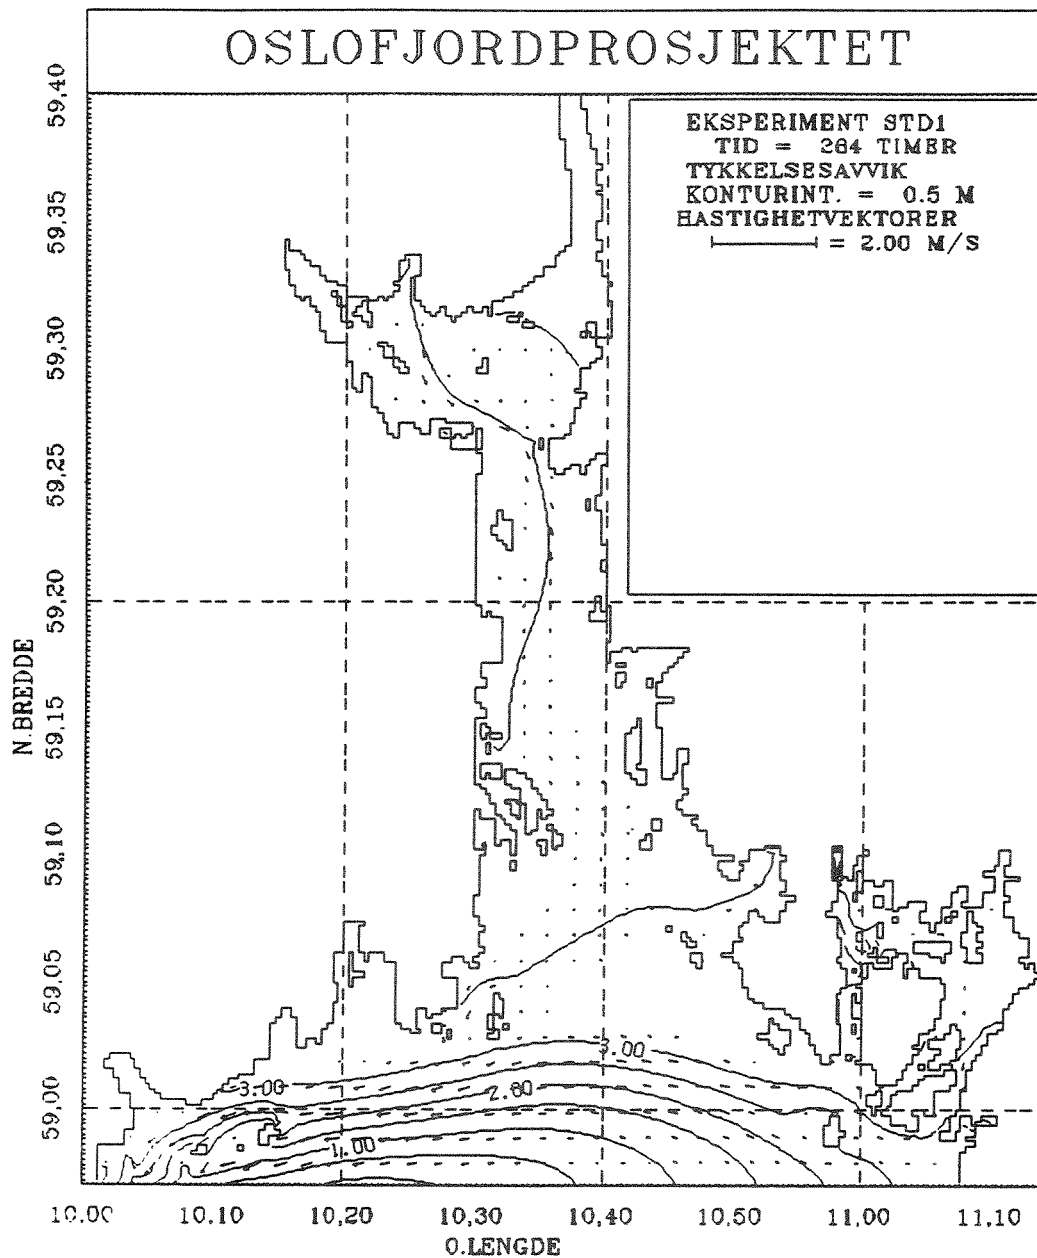 OSLOFJORDPROSJEKTET
EKSPERIMENT STD1
TID = 264 TIMER
TYKKELSESAVVIK
KONTURINT. = 0.5 M
HASTIGHETVEKTORER
= 2.00 M/S
59,40
59,35
59,30
59,25
59,20
59,15
59,10
59,05
59,00
N.BREDDE
3.00
3.00
2.00
1.00
10.00 10,10 10,20 10,30 10,40 10,50 11,00 11,10
O.LENGDE